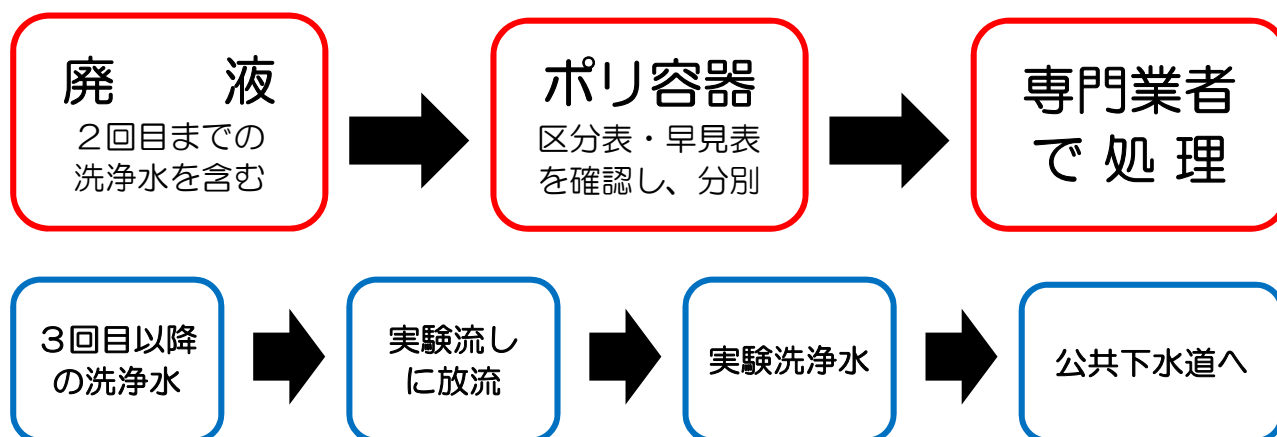 廃　　液
２回目までの
洗浄水を含む
ポリ容器
区分表・早見表
を確認し、分別
専門業者
で 処 理
３回目以降
の洗浄水
実験流し
に放流
実験洗浄水
公共下水道へ